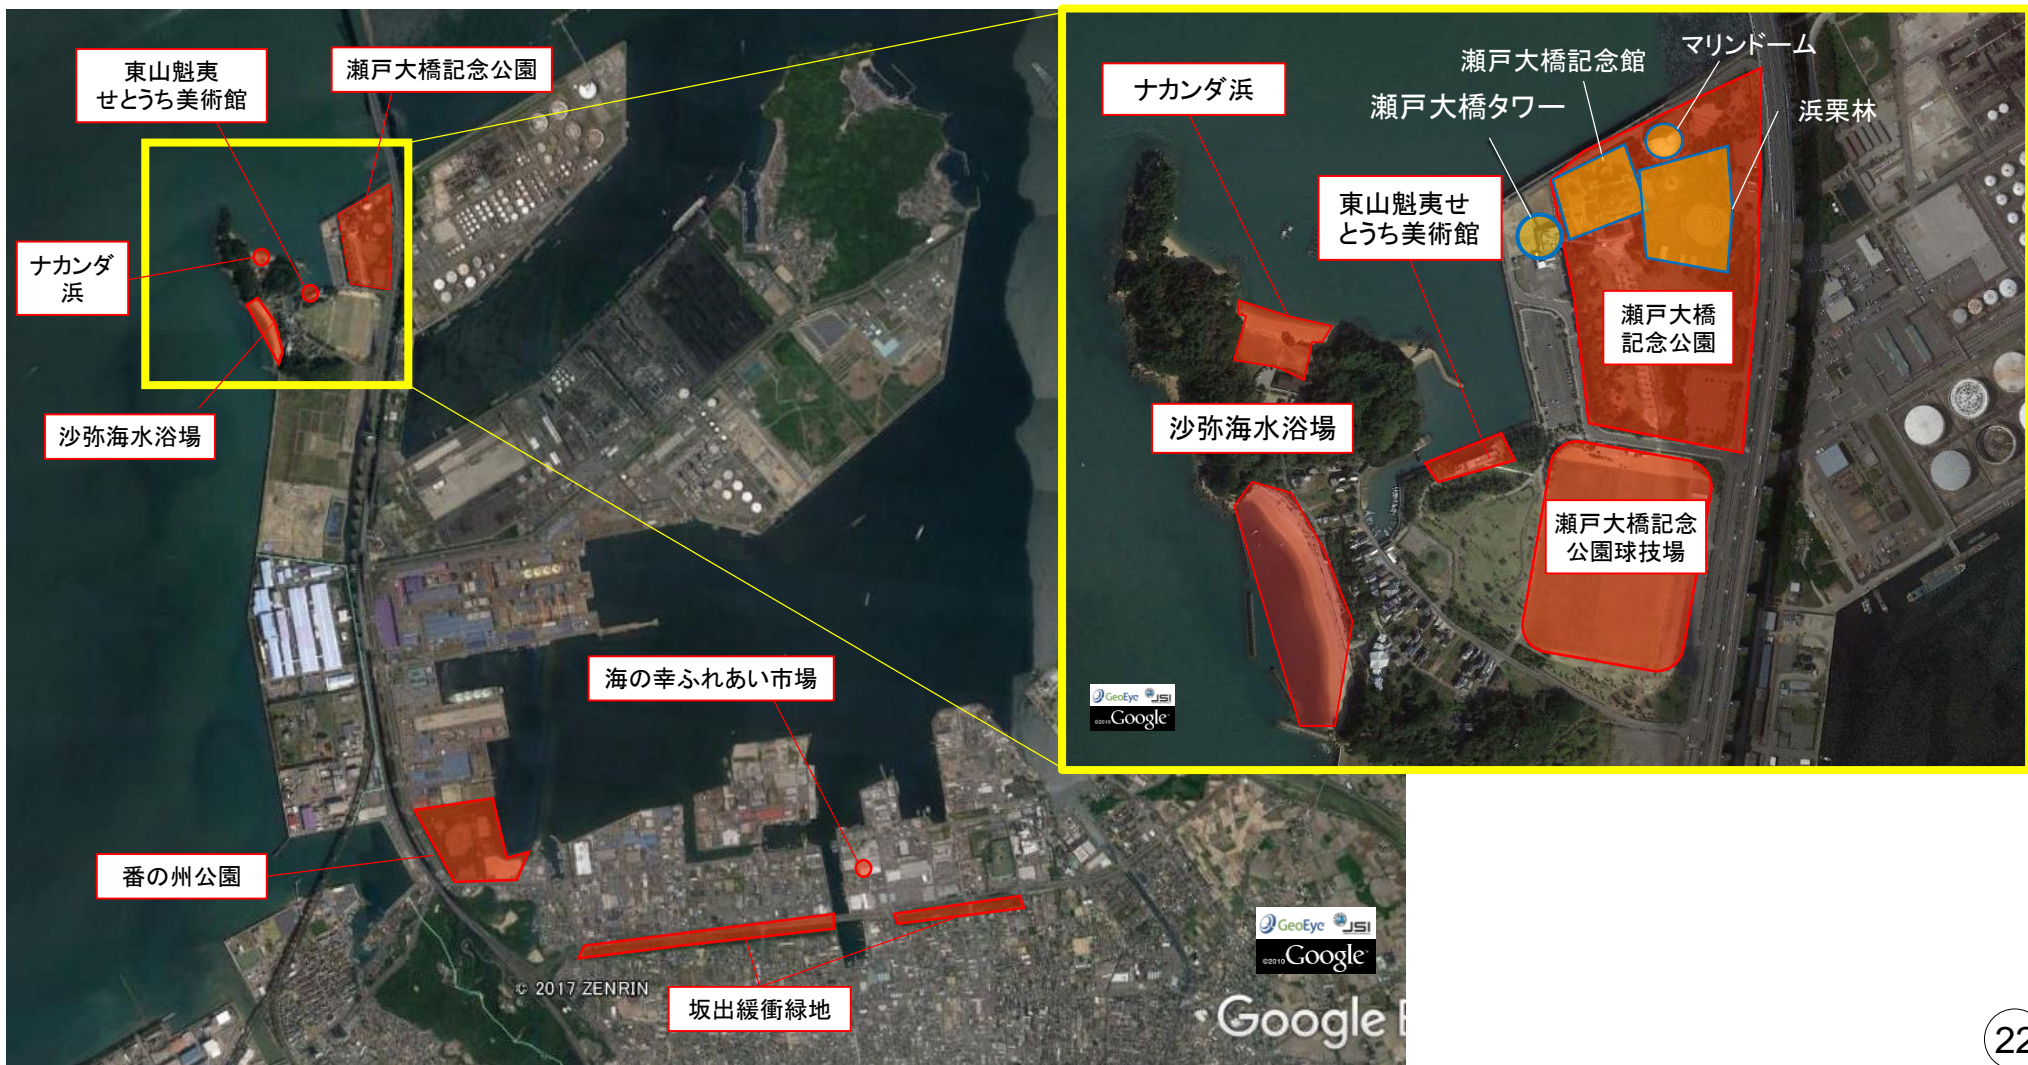 東山魁夷
せとうち美術館
瀬戸大橋記念公園
ナカンダ
浜
沙弥海水浴場
海の幸ふれあい市場
番の州公園
坂出緩衝緑地
© 2017 ZENRIN
GeoEye JSI
©2010 Google
Google E
マリンドーム
瀬戸大橋記念館
ナカンダ浜
瀬戸大橋タワー
浜栗林
東山魁夷せ
とうち美術館
瀬戸大橋
記念公園
沙弥海水浴場
瀬戸大橋記念
公園球技場
GeoEye JSI
©2010 Google
22